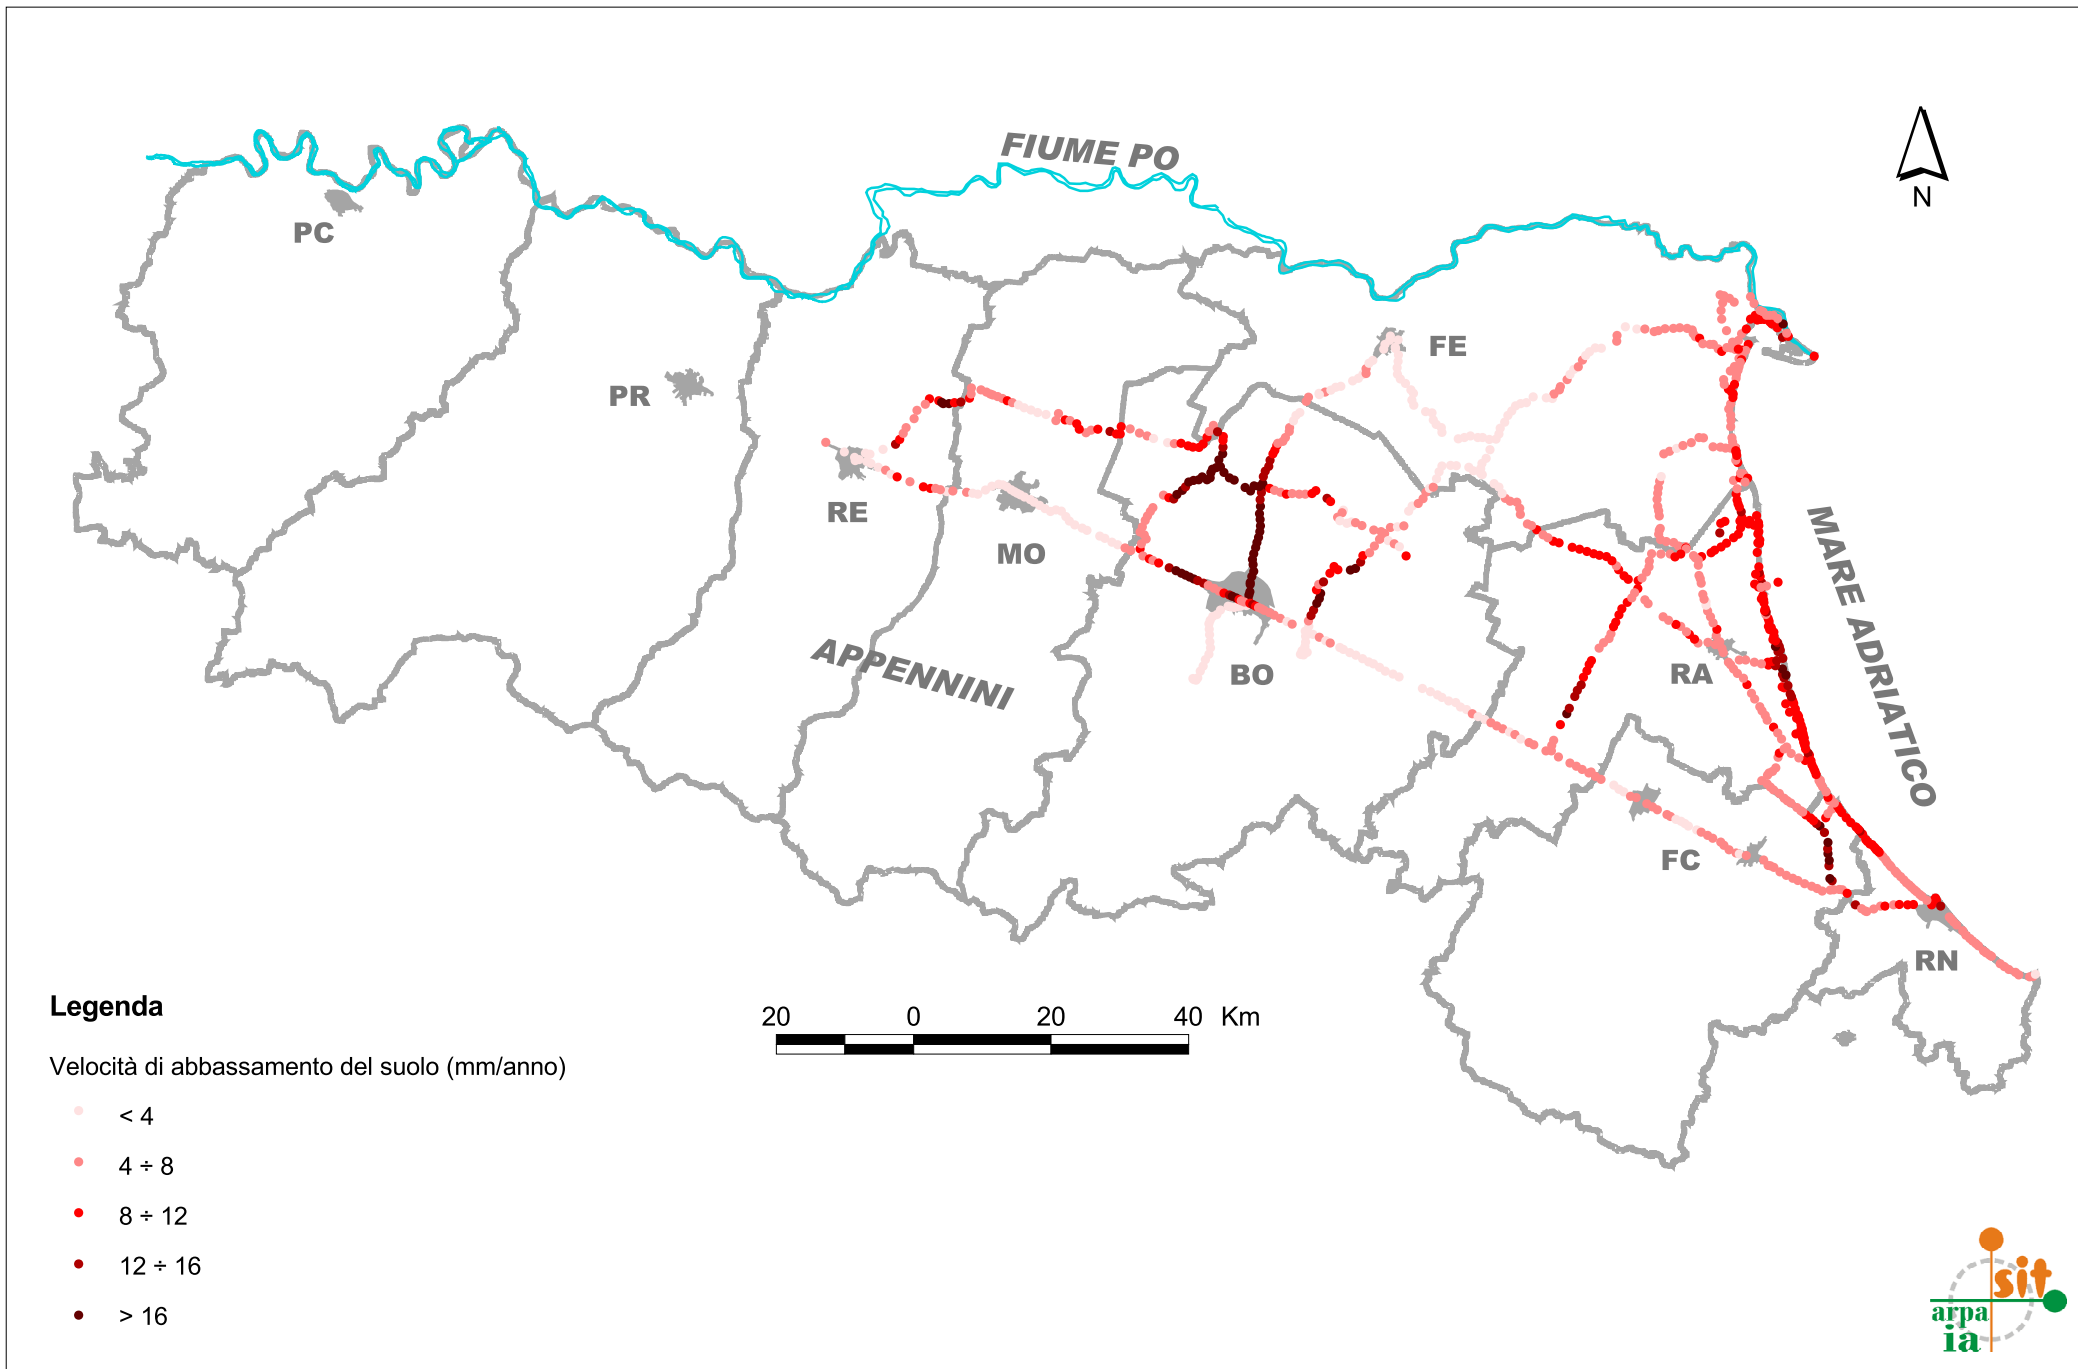 FIUME PO
N
PC
FE
PR
RE
MO
MARE ADRIATICO
APPENNINI
BO
RA
FC
RN
Legenda
20 0 20 40 Km
Velocità di abbassamento del suolo (mm/anno)
< 4
4 ÷ 8
8 ÷ 12
12 ÷ 16
> 16
sit
arpa
ia